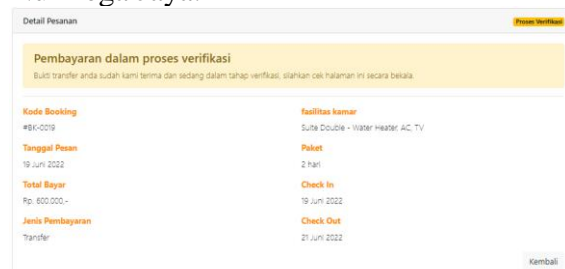 Detail Pesanan
Proses Verifikasi
Pembayaran dalam proses verifikasi
Bukti transfer anda sudah kami terima dan sedang dalam tahap verifikasi, silahkan cek halaman ini secara bekala.
Kode Booking
#BK-0019
Tanggal Pesan
19 Juni 2022
Total Bayar
Rp. 600.000,-
Jenis Pembayaran
Transfer
fasilitas kamar
Suite Double - Water Heater, AC, TV
Paket
2 hari
Check In
19 Juni 2022
Check Out
21 Juni 2022
Kembali